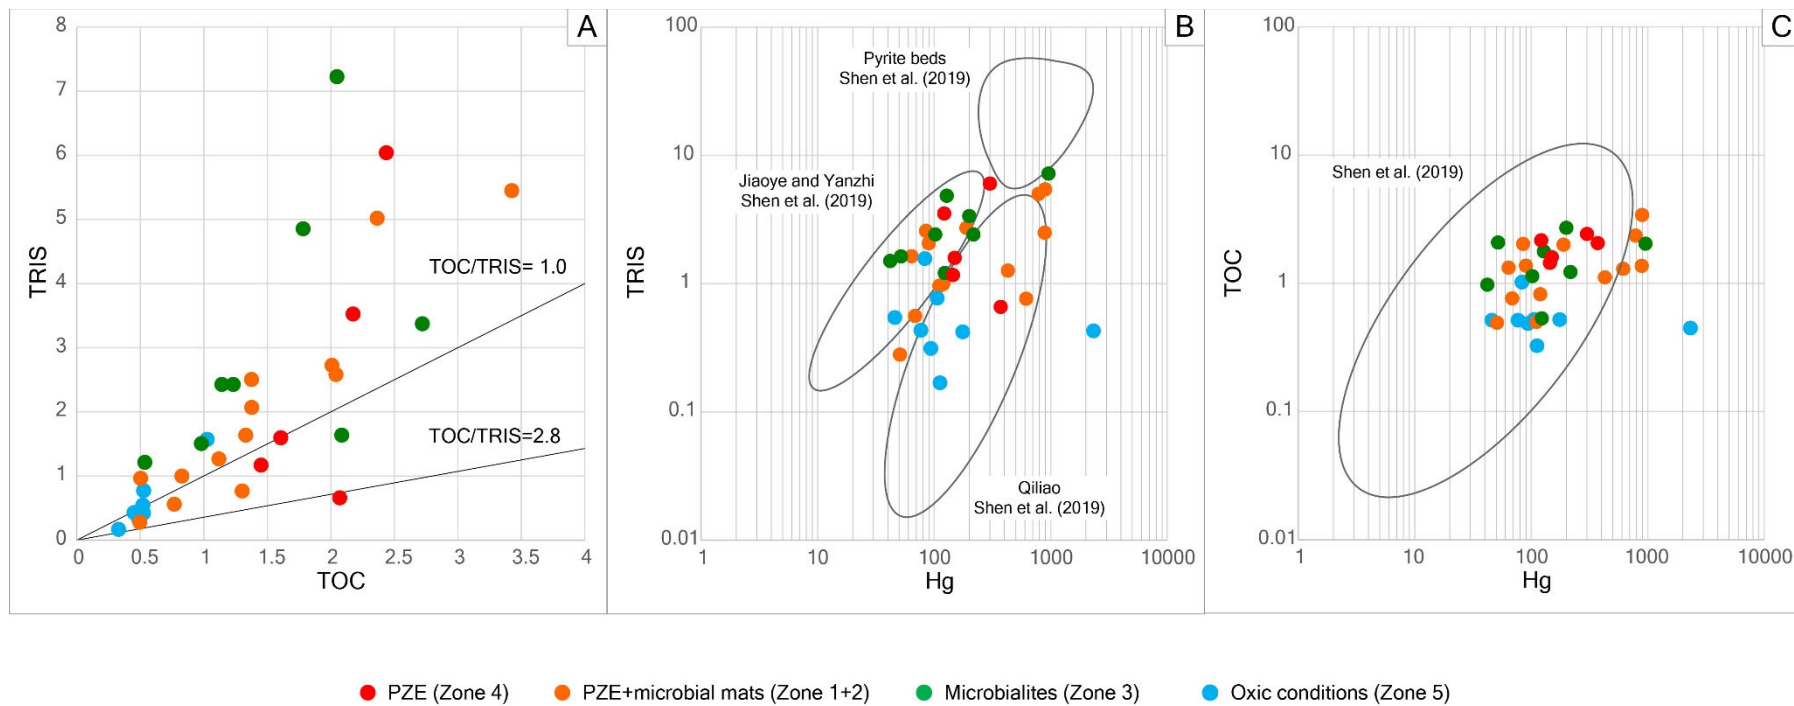 A
8
7
6
5
4
3
2
1
0
TRIS
TOC/TRIS= 1.0
TOC/TRIS=2.8
0 0.5 1 1.5 2 2.5 3 3.5 4
TOC
B
100
10
1
0.1
0.01
TRIS
Pyrite beds
Shen et al. (2019)
Jiaoye and Yanzhi
Shen et al. (2019)
Qiliao
Shen et al. (2019)
1 10 100 1000 10000
Hg
C
100
10
1
0.1
0.01
TOC
Shen et al. (2019)
1 10 100 1000 10000
Hg
PZE (Zone 4) PZE+microbial mats (Zone 1+2) Microbialites (Zone 3) Oxic conditions (Zone 5)